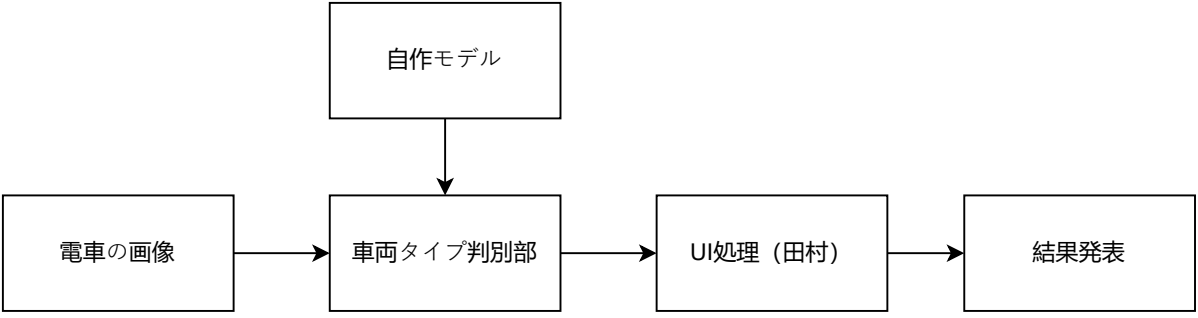 自作モデル
電車の画像
車両タイプ判別部
UI処理（田村）
結果発表